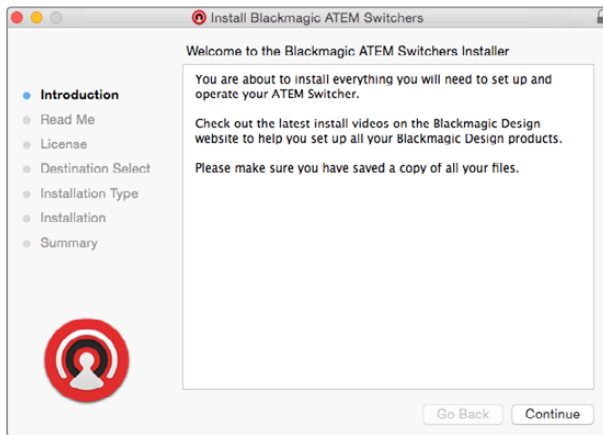 Install Blackmagic ATEM Switchers
Welcome to the Blackmagic ATEM Switchers Installer
Introduction
Read Me
License
Destination Select
Installation Type
Installation
Summary
You are about to install everything you will need to set up and
operate your ATEM Switcher.
Check out the latest install videos on the Blackmagic Design
website to help you set up all your Blackmagic Design products.
Please make sure you have saved a copy of all your files.
Go Back
Continue